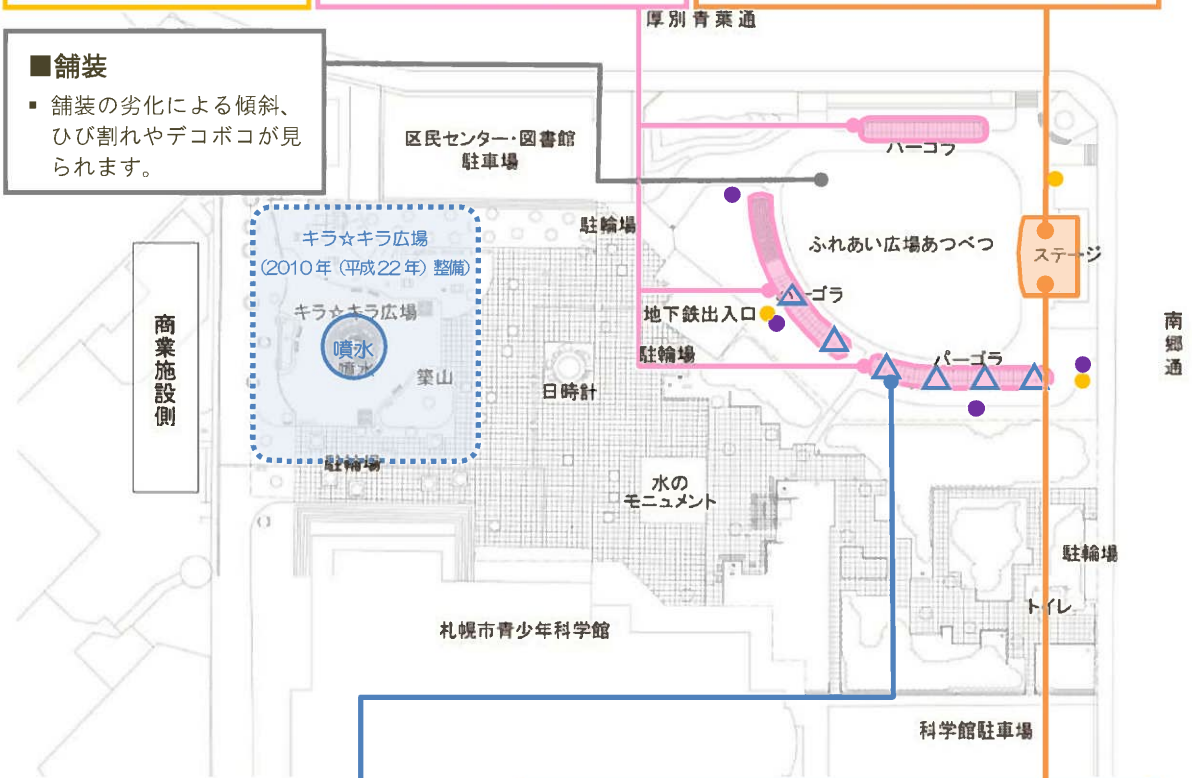 厚別青葉通
■舗装
▪ 舗装の劣化による傾斜、
ひび割れやデコボコが見
られます。
区民センター・図書館
駐車場
パーゴラ
駐輪場
ふれあい広場あつべつ
ステージ
キラ☆キラ広場
(2010年(平成22年)整備)
キラ☆キラ広場
噴水
噴水
築山
商業施設側
パーゴラ
地下鉄出入口
駐輪場
パーゴラ
南郷通
日時計
駐輪場
水の
モニュメント
駐輪場
トイレ
札幌市青少年科学館
科学館駐車場